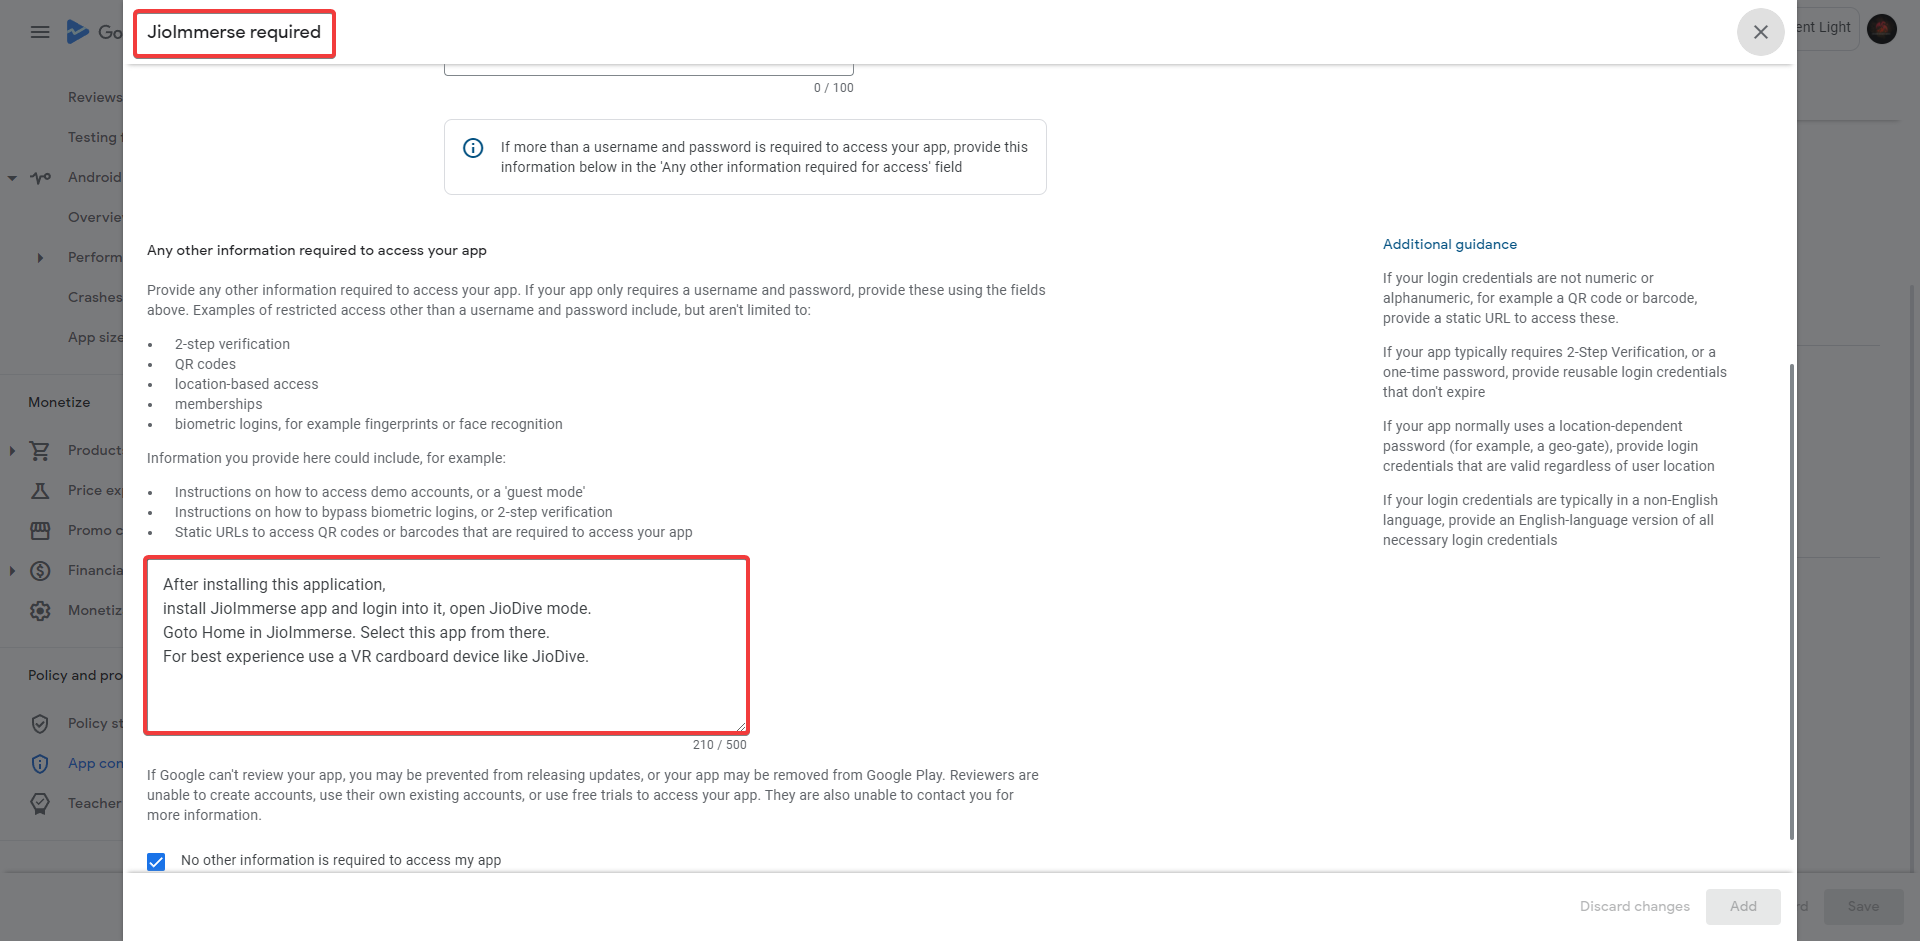 JioImmerse required
Go
ent Light
Reviews
Testing
Android
Overvie
Perform
Crashes
App size
Monetize
Product
Price ex
Promo c
Financia
Monetiz
Policy and pro
Policy st
App con
Teacher
0 / 100
If more than a username and password is required to access your app, provide this
information below in the 'Any other information required for access' field
Any other information required to access your app
Provide any other information required to access your app. If your app only requires a username and password, provide these using the fields
above. Examples of restricted access other than a username and password include, but aren't limited to:
• 2-step verification
• QR codes
• location-based access
• memberships
• biometric logins, for example fingerprints or face recognition
Information you provide here could include, for example:
• Instructions on how to access demo accounts, or a 'guest mode'
• Instructions on how to bypass biometric logins, or 2-step verification
• Static URLs to access QR codes or barcodes that are required to access your app
After installing this application,
install JioImmerse app and login into it, open JioDive mode.
Goto Home in JioImmerse. Select this app from there.
For best experience use a VR cardboard device like JioDive.
210 / 500
If Google can't review your app, you may be prevented from releasing updates, or your app may be removed from Google Play. Reviewers are
unable to create accounts, use their own existing accounts, or use free trials to access your app. They are also unable to contact you for
more information.
No other information is required to access my app
Additional guidance
If your login credentials are not numeric or
alphanumeric, for example a QR code or barcode,
provide a static URL to access these.
If your app typically requires 2-Step Verification, or a
one-time password, provide reusable login credentials
that don't expire
If your app normally uses a location-dependent
password (for example, a geo-gate), provide login
credentials that are valid regardless of user location
If your login credentials are typically in a non-English
language, provide an English-language version of all
necessary login credentials
Discard changes
Add
rd
Save